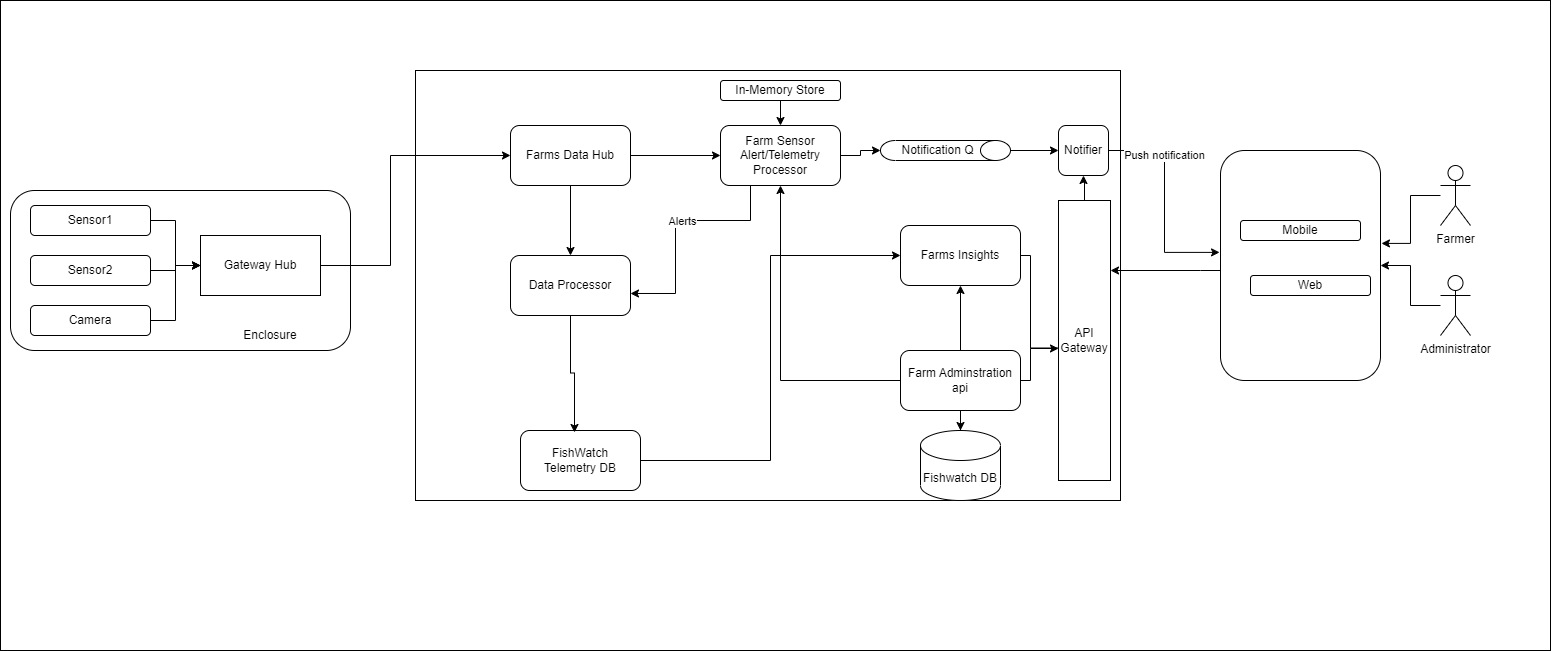 In-Memory Store
Farms Data Hub
Farm Sensor
Alert/Telemetry
Processor
Notification Q
Notifier
Push notification
Sensor1
Sensor2
Camera
Gateway Hub
Enclosure
Alerts
Data Processor
Farms Insights
API
Gateway
Farm Adminstration
api
FishWatch
Telemetry DB
Fishwatch DB
Mobile
Web
Farmer
Administrator